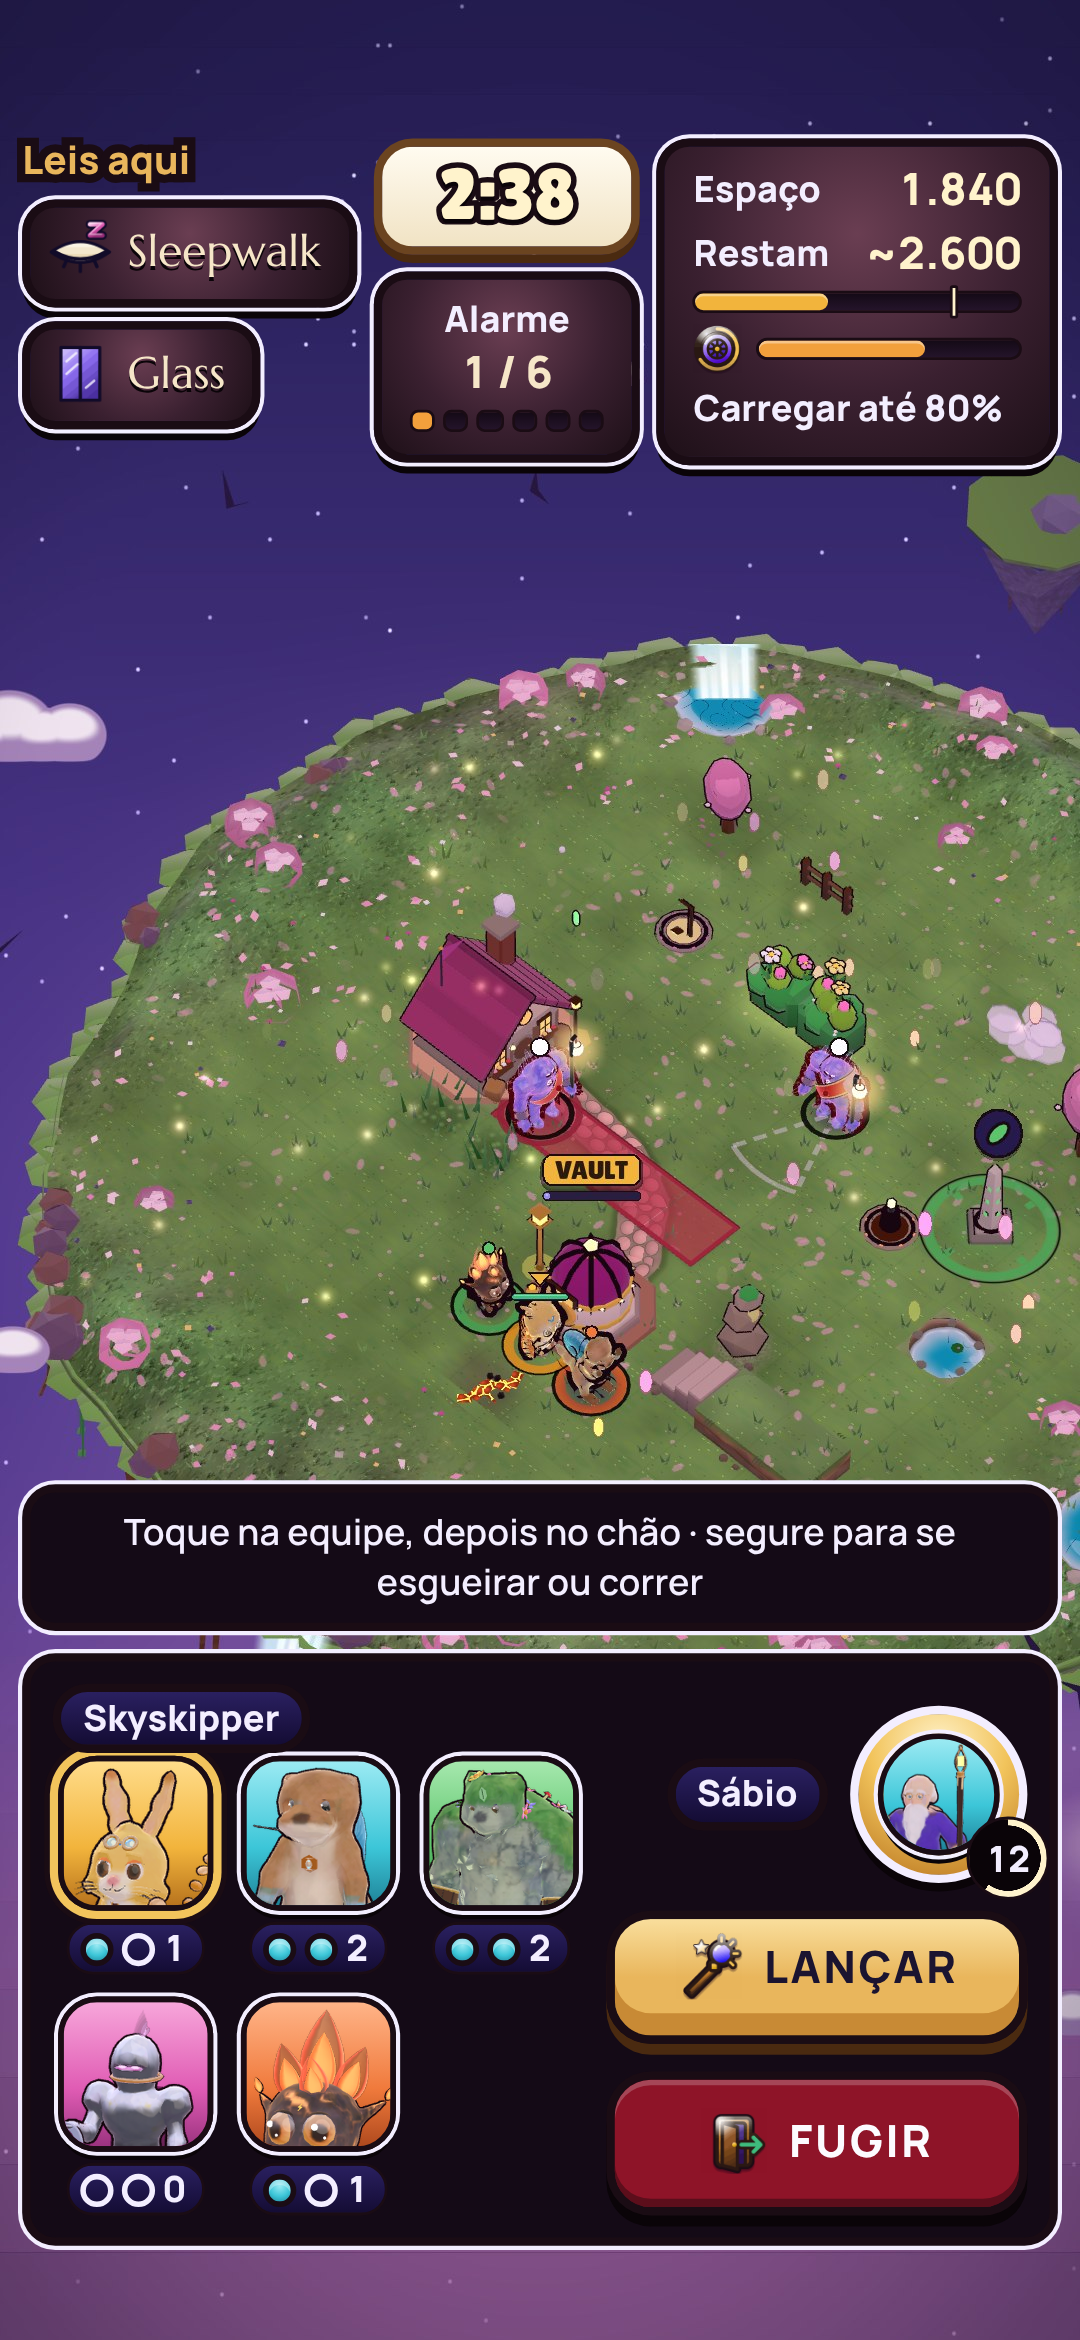 Leis aqui
Sleepwalk
Glass
2:38
Alarme
1 / 6
Espaço 1.840
Restam ~2.600
Carregar até 80%
VAULT
Toque na equipe, depois no chão · segure para se
esgueirar ou correr
Skyskipper
1
2
2
0
1
Sábio
12
LANÇAR
FUGIR